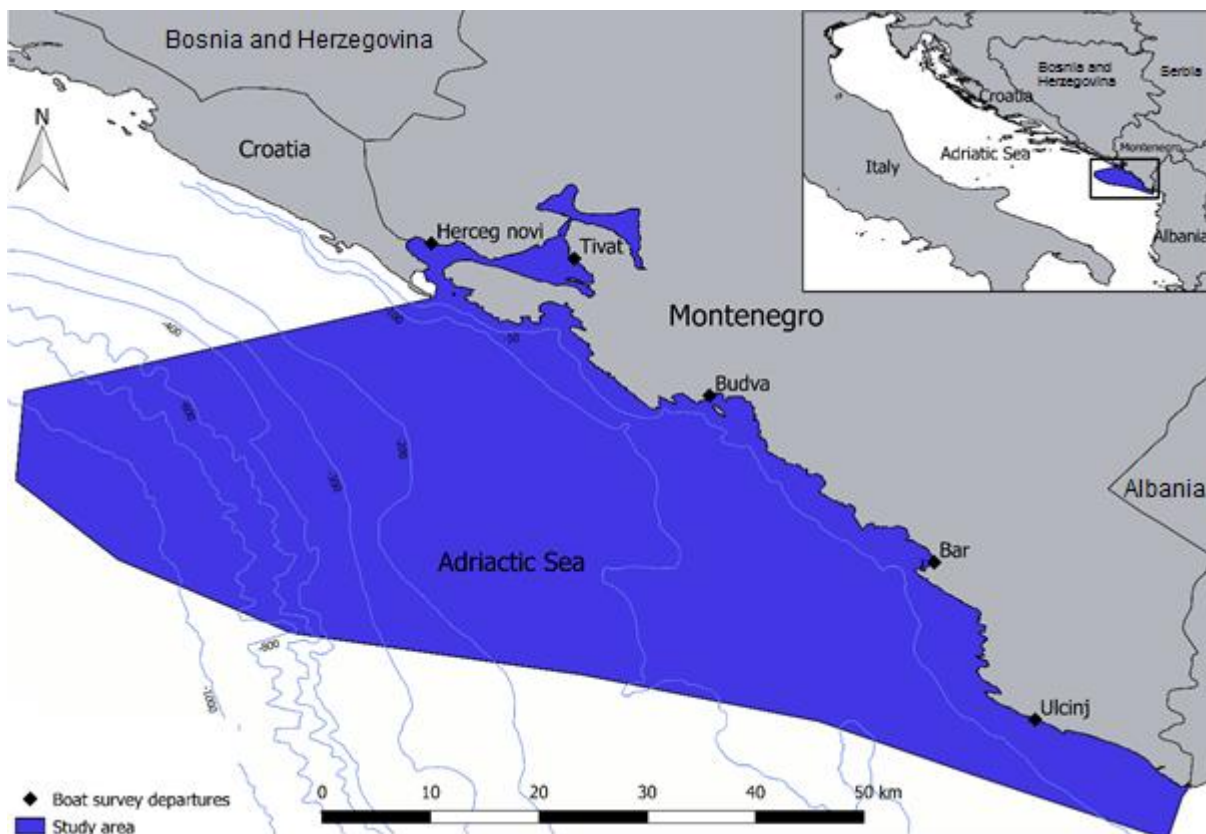 Bosnia and Herzegovina
N
Croatia
Herceg novi
Tivat
Montenegro
Budva
Albania
Bar
Adriactic Sea
Ulcinj
-50
-200
-300
-400
-800
-1000
Boat survey departures
Study area
0 10 20 30 40 50 km
Bosnia and
Herzegovina
Serbia
Croatia
Montenegro
Adriatic Sea
Italy
Albania